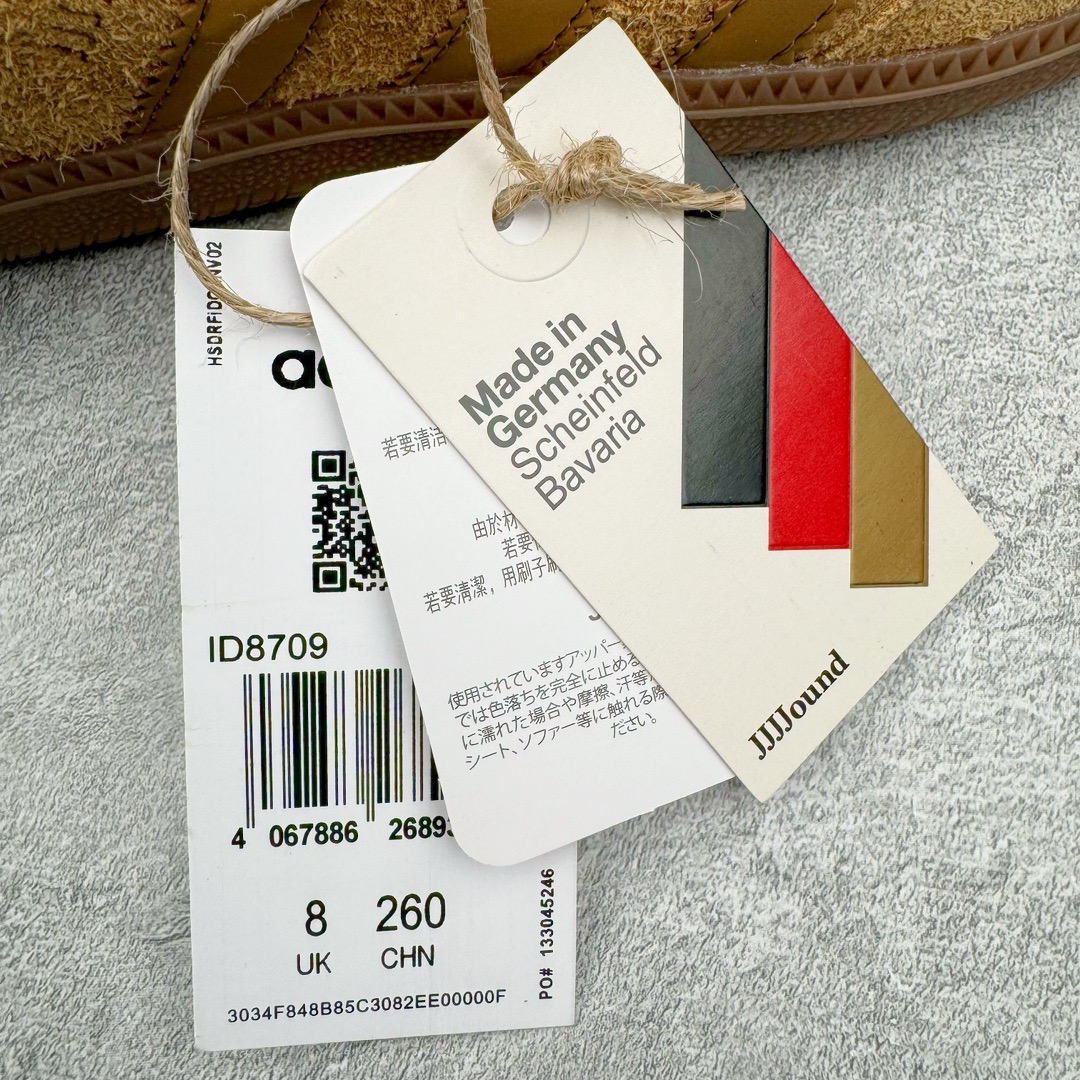 Made in
Germany
Scheinfeld
Bavaria
JJJJound
若要清洁
由於材
若要
若要清潔，用刷子刷
使用されていますアッパー
では色落ちを完全に止める
に濡れた場合や摩擦、汗等
シート、ソファー等に触れる際
ださい。
ID8709
4 067886 26893
8 260
UK CHN
3034F848B85C3082EE00000F
PO# 133045246